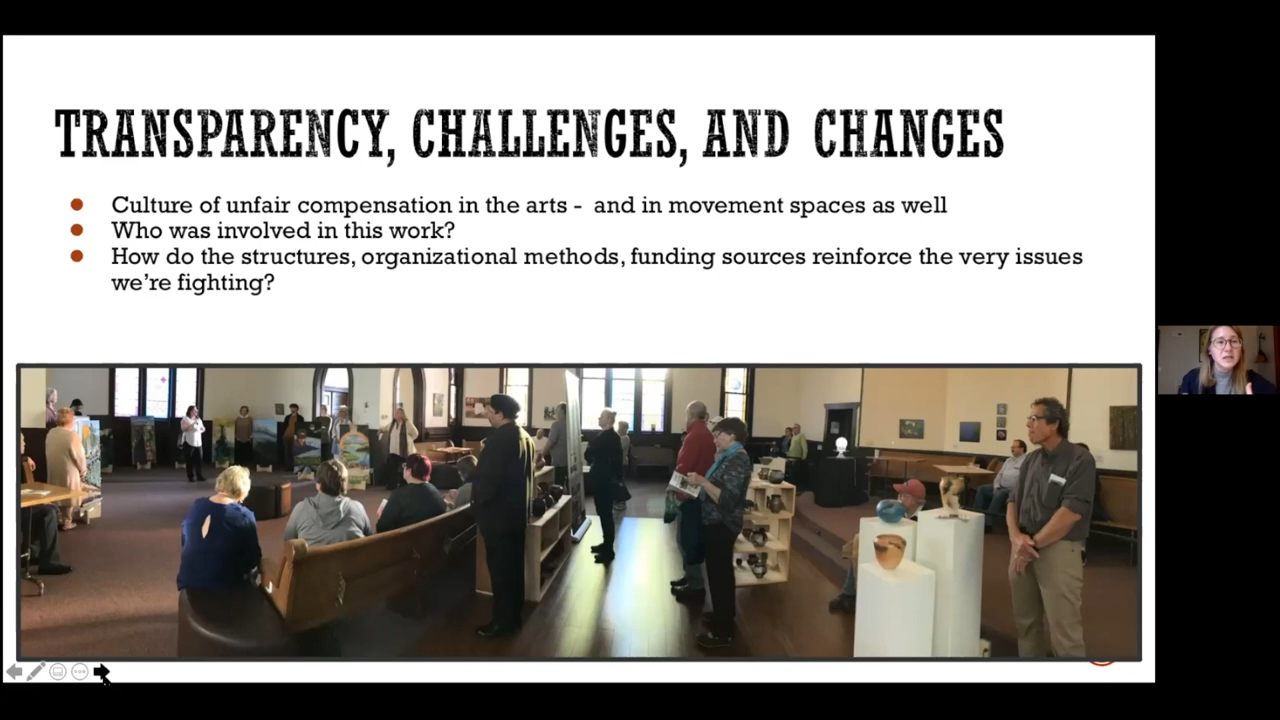 TRANSPARENCY, CHALLENGES, AND CHANGES
Culture of unfair compensation in the arts - and in movement spaces as well
Who was involved in this work?
How do the structures, organizational methods, funding sources reinforce the very issues
we're fighting?